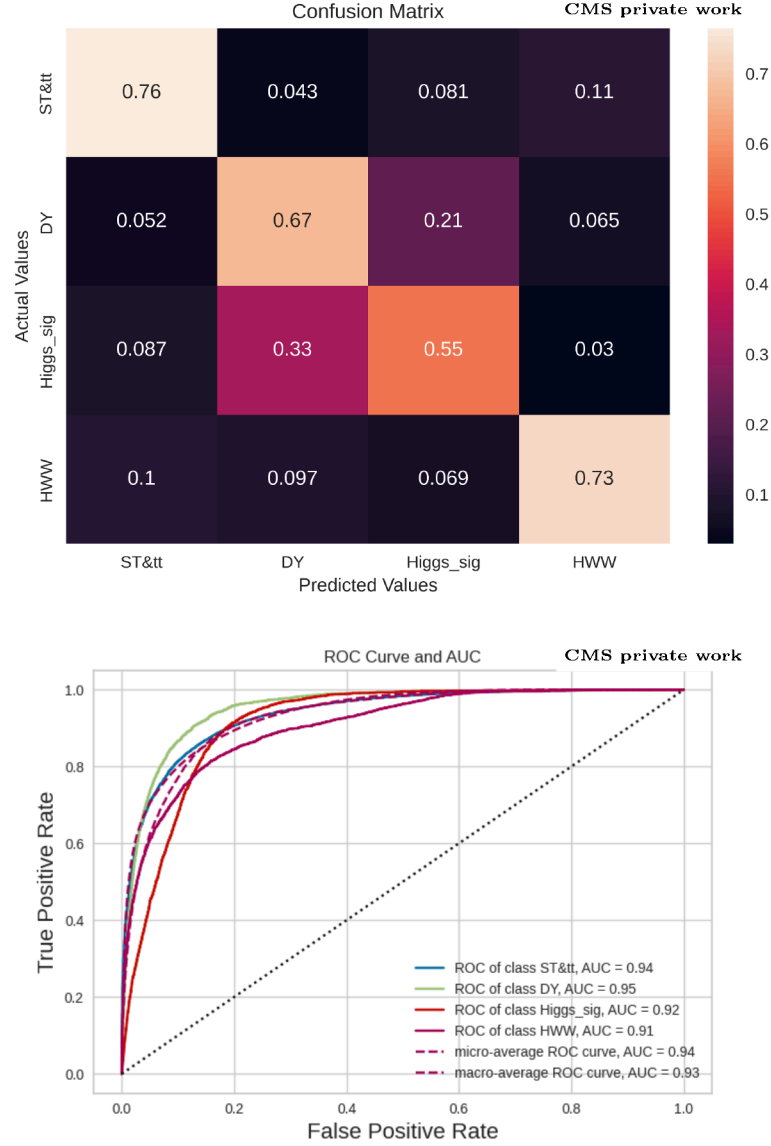 Confusion Matrix
CMS private work
ST&tt
0.76
0.043
0.081
0.11
DY
0.052
0.67
0.21
0.065
Higgs_sig
0.087
0.33
0.55
0.03
HWW
0.1
0.097
0.069
0.73
Actual Values
ST&tt
DY
Higgs_sig
HWW
Predicted Values
0.7
0.6
0.5
0.4
0.3
0.2
0.1
ROC Curve and AUC
CMS private work
True Positive Rate
1.0
0.8
0.6
0.4
0.2
0.0
ROC of class ST&tt, AUC = 0.94
ROC of class DY, AUC = 0.95
ROC of class Higgs_sig, AUC = 0.92
ROC of class HWW, AUC = 0.91
micro-average ROC curve, AUC = 0.94
macro-average ROC curve, AUC = 0.93
0.0
0.2
0.4
0.6
0.8
1.0
False Positive Rate